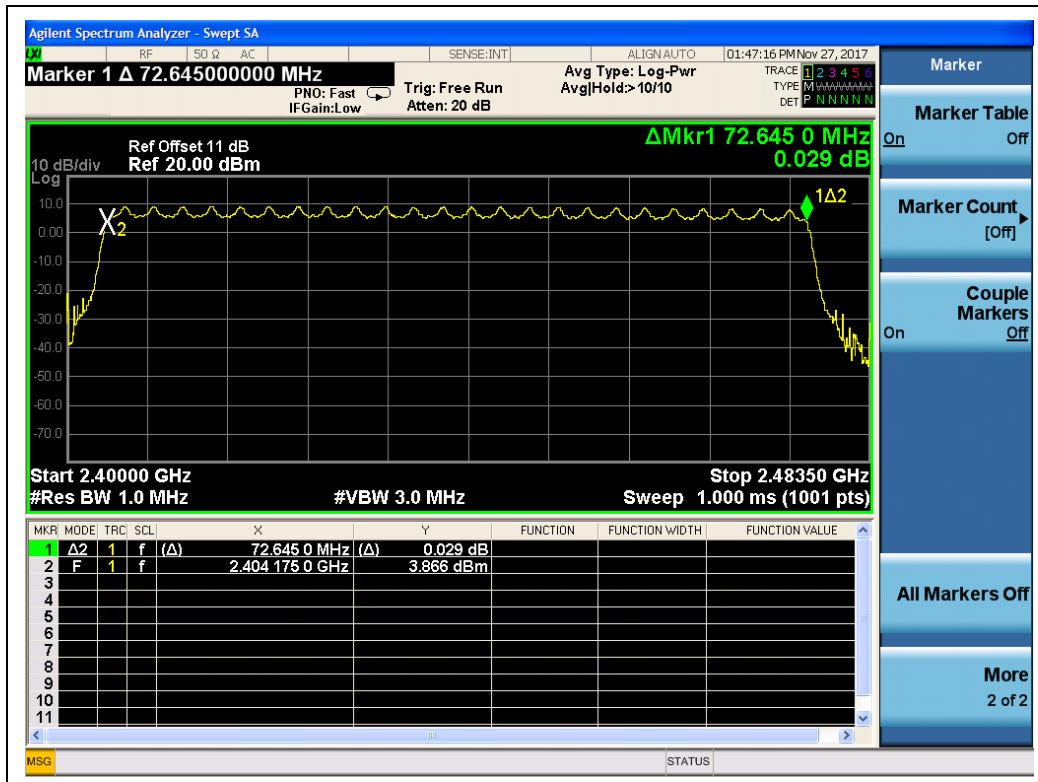 Agilent Spectrum Analyzer - Swept SA
LXI RF 50 Ω AC SENSE:INT ALIGN AUTO 01:47:16 PM Nov 27, 2017
Marker 1 Δ 72.645000000 MHz
PNO: Fast Trig: Free Run Avg Type: Log-Pwr TRACE 1 2 3 4 5 6
IFGain:Low Atten: 20 dB Avg|Hold:>10/10 TYPE M W W W W W
DET P N N N N N
ΔMkr1 72.645 0 MHz
0.029 dB
Ref Offset 11 dB
10 dB/div Ref 20.00 dBm
Log
10.0
0.00
-10.0
-20.0
-30.0
-40.0
-50.0
-60.0
-70.0
2
1Δ2
Start 2.40000 GHz Stop 2.48350 GHz
#Res BW 1.0 MHz #VBW 3.0 MHz Sweep 1.000 ms (1001 pts)
MKR MODE TRC SCL X Y FUNCTION FUNCTION WIDTH FUNCTION VALUE
1 Δ2 1 f (Δ) 72.645 0 MHz (Δ) 0.029 dB
2 F 1 f 2.404 175 0 GHz 3.866 dBm
3
4
5
6
7
8
9
10
11
MSG STATUS
Marker
Marker Table
On Off
Marker Count
[Off]
Couple
Markers
On Off
All Markers Off
More
2 of 2